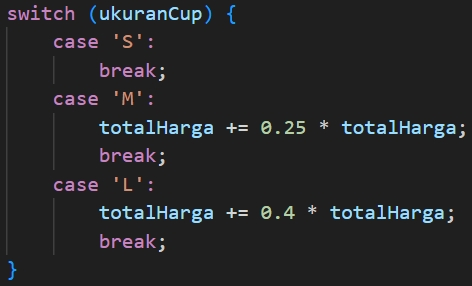 switch (ukuranCup) {
    case 'S':
        break;
    case 'M':
        totalHarga += 0.25 * totalHarga;
        break;
    case 'L':
        totalHarga += 0.4 * totalHarga;
        break;
}